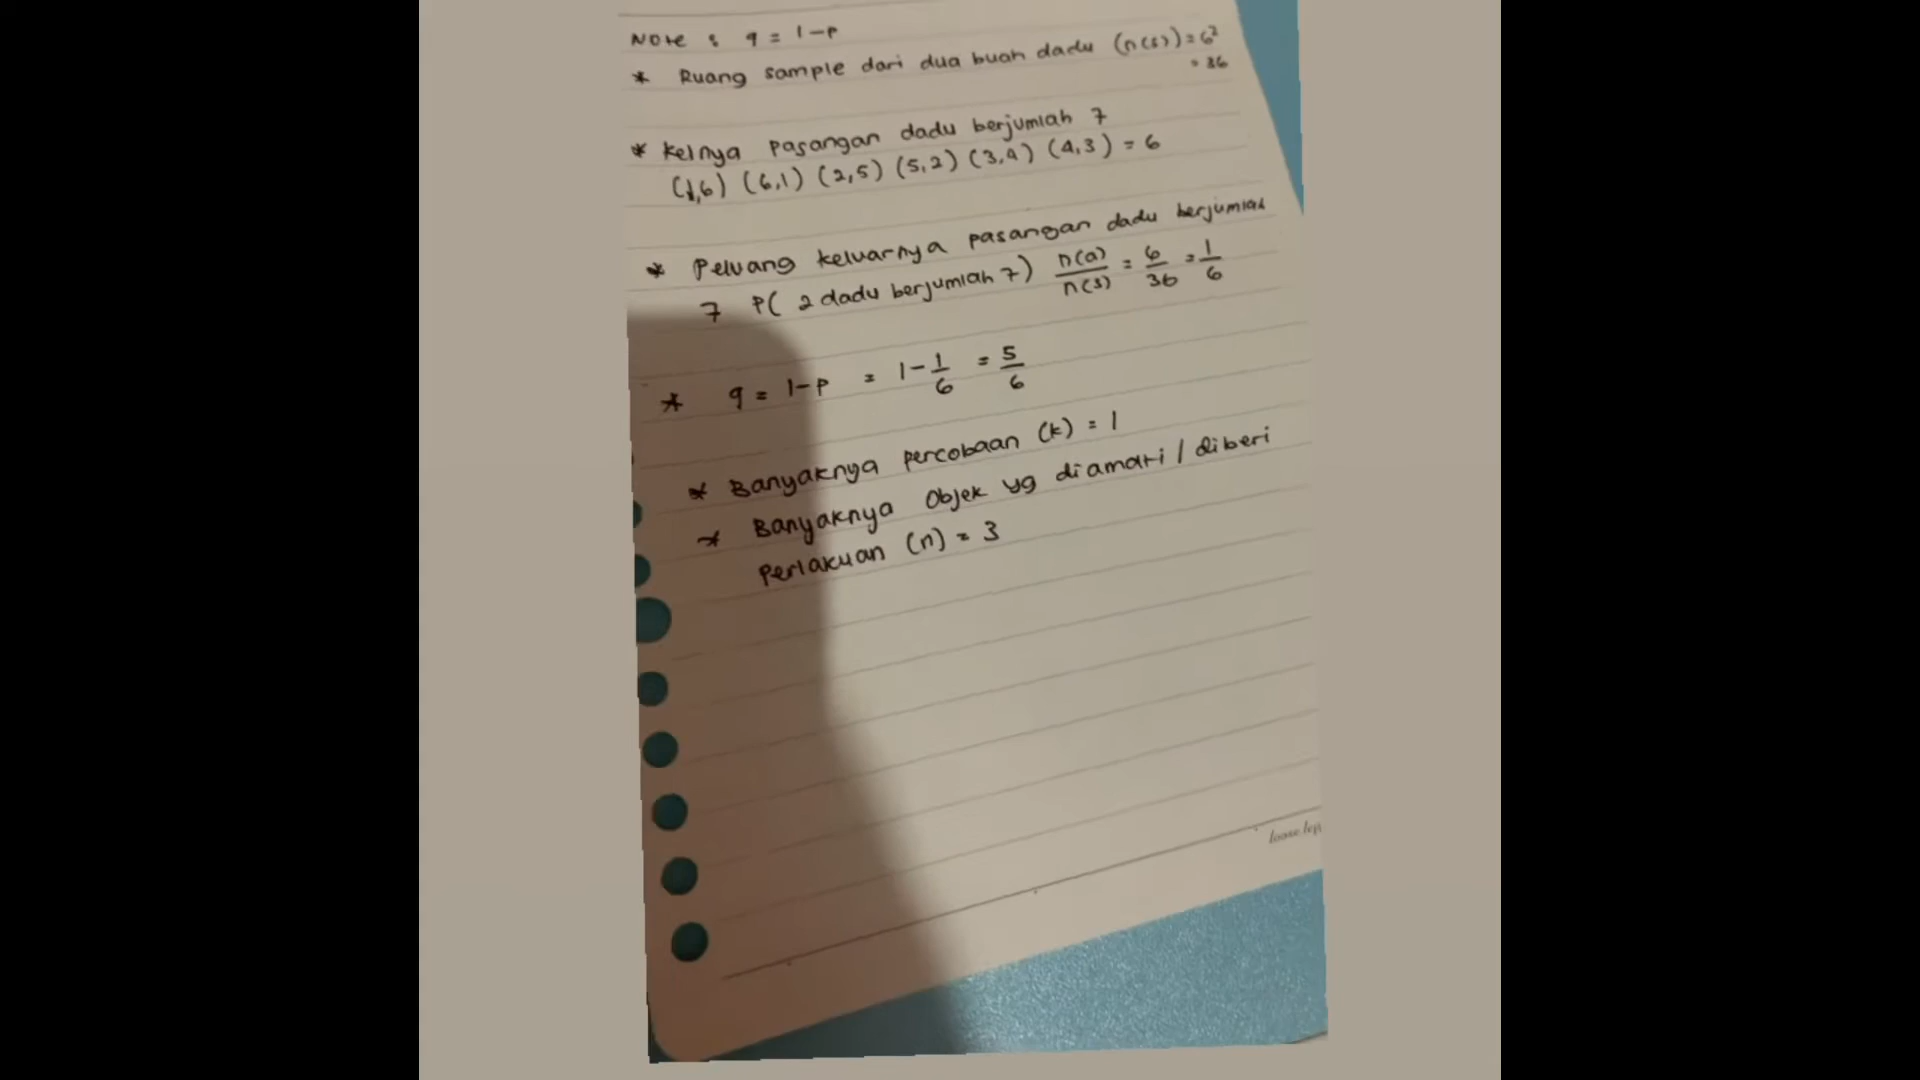 Note : q = 1-p
* Ruang sample dari dua buah dadu (n(s)) = 6²
= 36
* Kelnya pasangan dadu berjumlah 7
(1,6) (6,1) (2,5) (5,2) (3,4) (4,3) = 6
* Peluang keluarnya pasangan dadu berjumlah
7 P( 2 dadu berjumlah 7) n(a)/n(s) = 6/36 = 1/6
* q = 1-p = 1-1/6 = 5/6
* Banyaknya percobaan (k) = 1
* Banyaknya Objek yg diamati / diberi
perlakuan (n) = 3